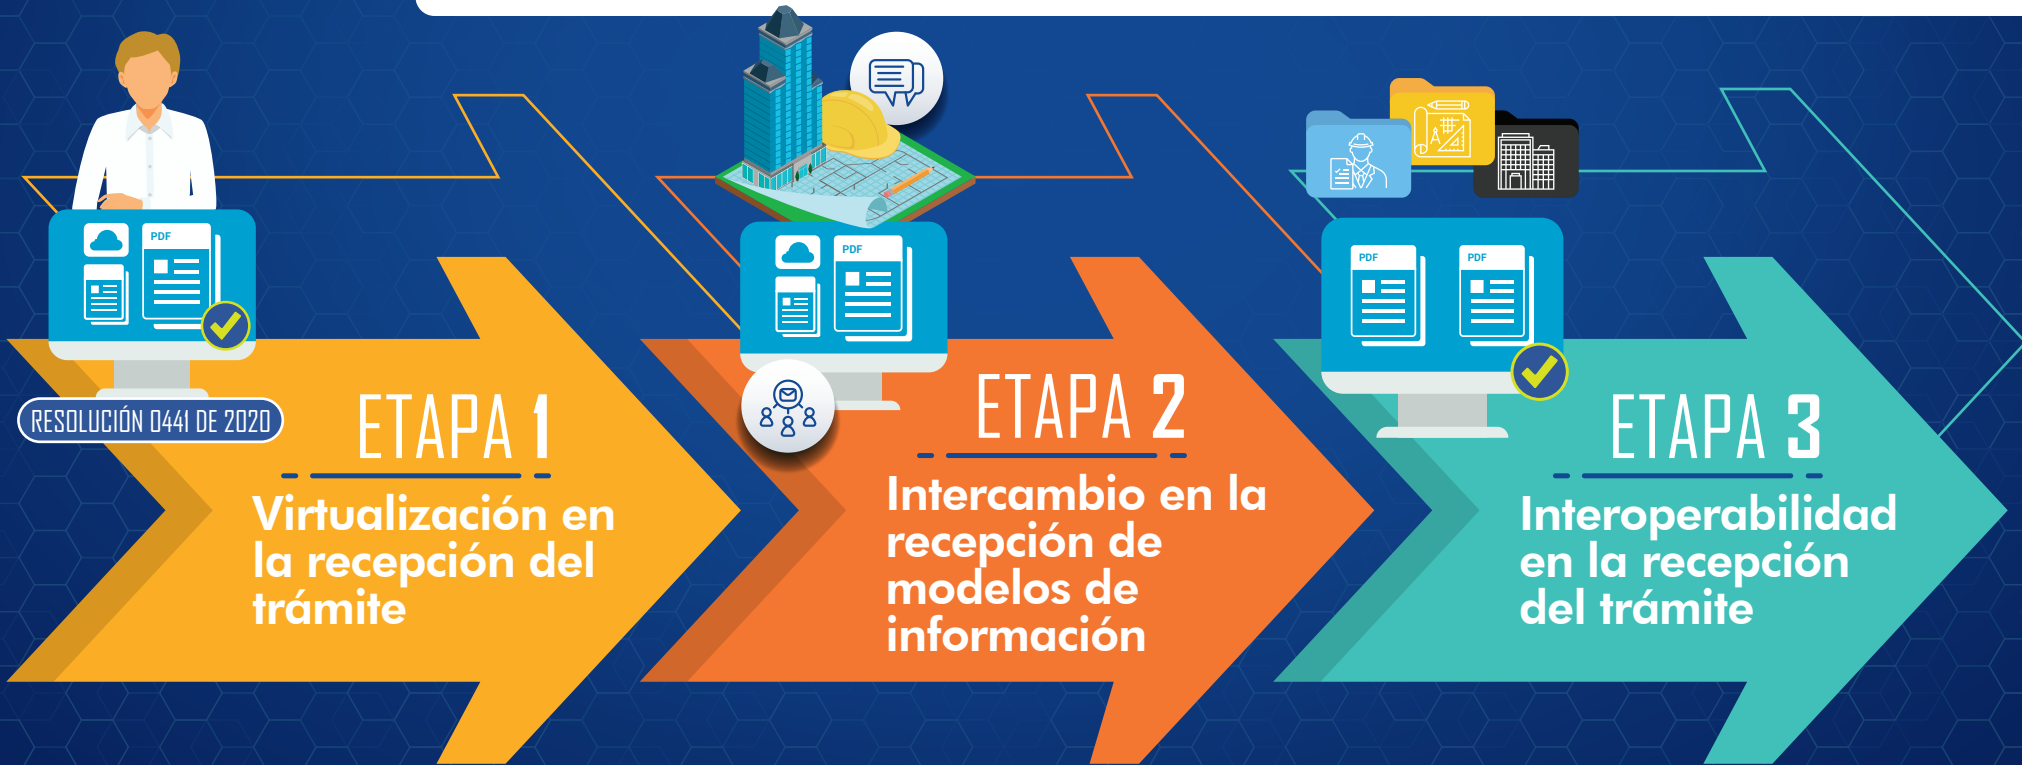 PDF
RESOLUCIÓN 0441 DE 2020
ETAPA 1
Virtualización en
la recepción del
trámite
PDF
ETAPA 2
Intercambio en la
recepción de
modelos de
información
PDF
PDF
ETAPA 3
Interoperabilidad
en la recepción
del trámite